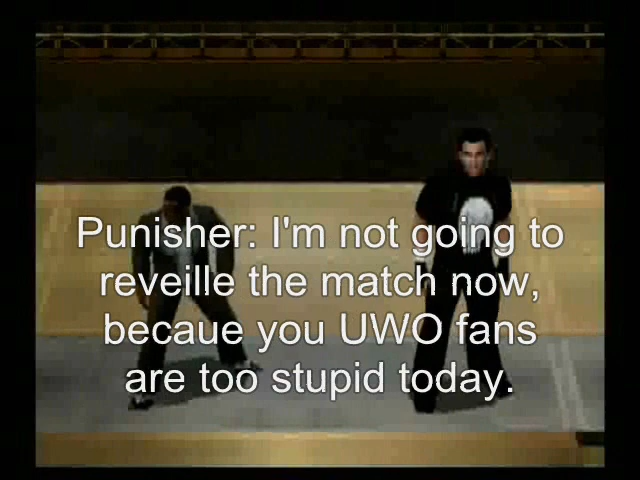 Punisher: I'm not going to
reveille the match now,
becaue you UWO fans
are too stupid today.